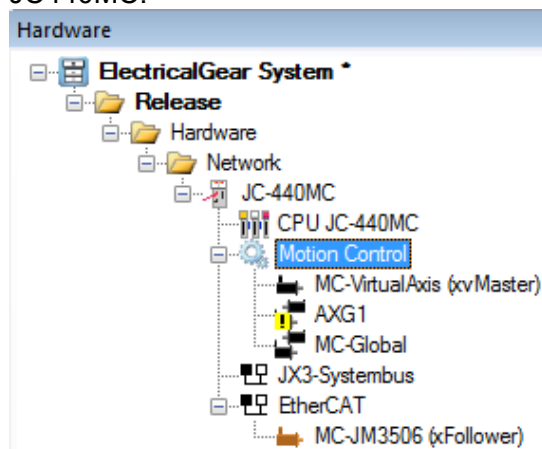 Hardware
ElectricalGear System *
Release
Hardware
Network
JC-440MC
CPU JC-440MC
Motion Control
MC-VirtualAxis (xvMaster)
AXG1
MC-Global
JX3-Systembus
EtherCAT
MC-JM3506 (xFollower)